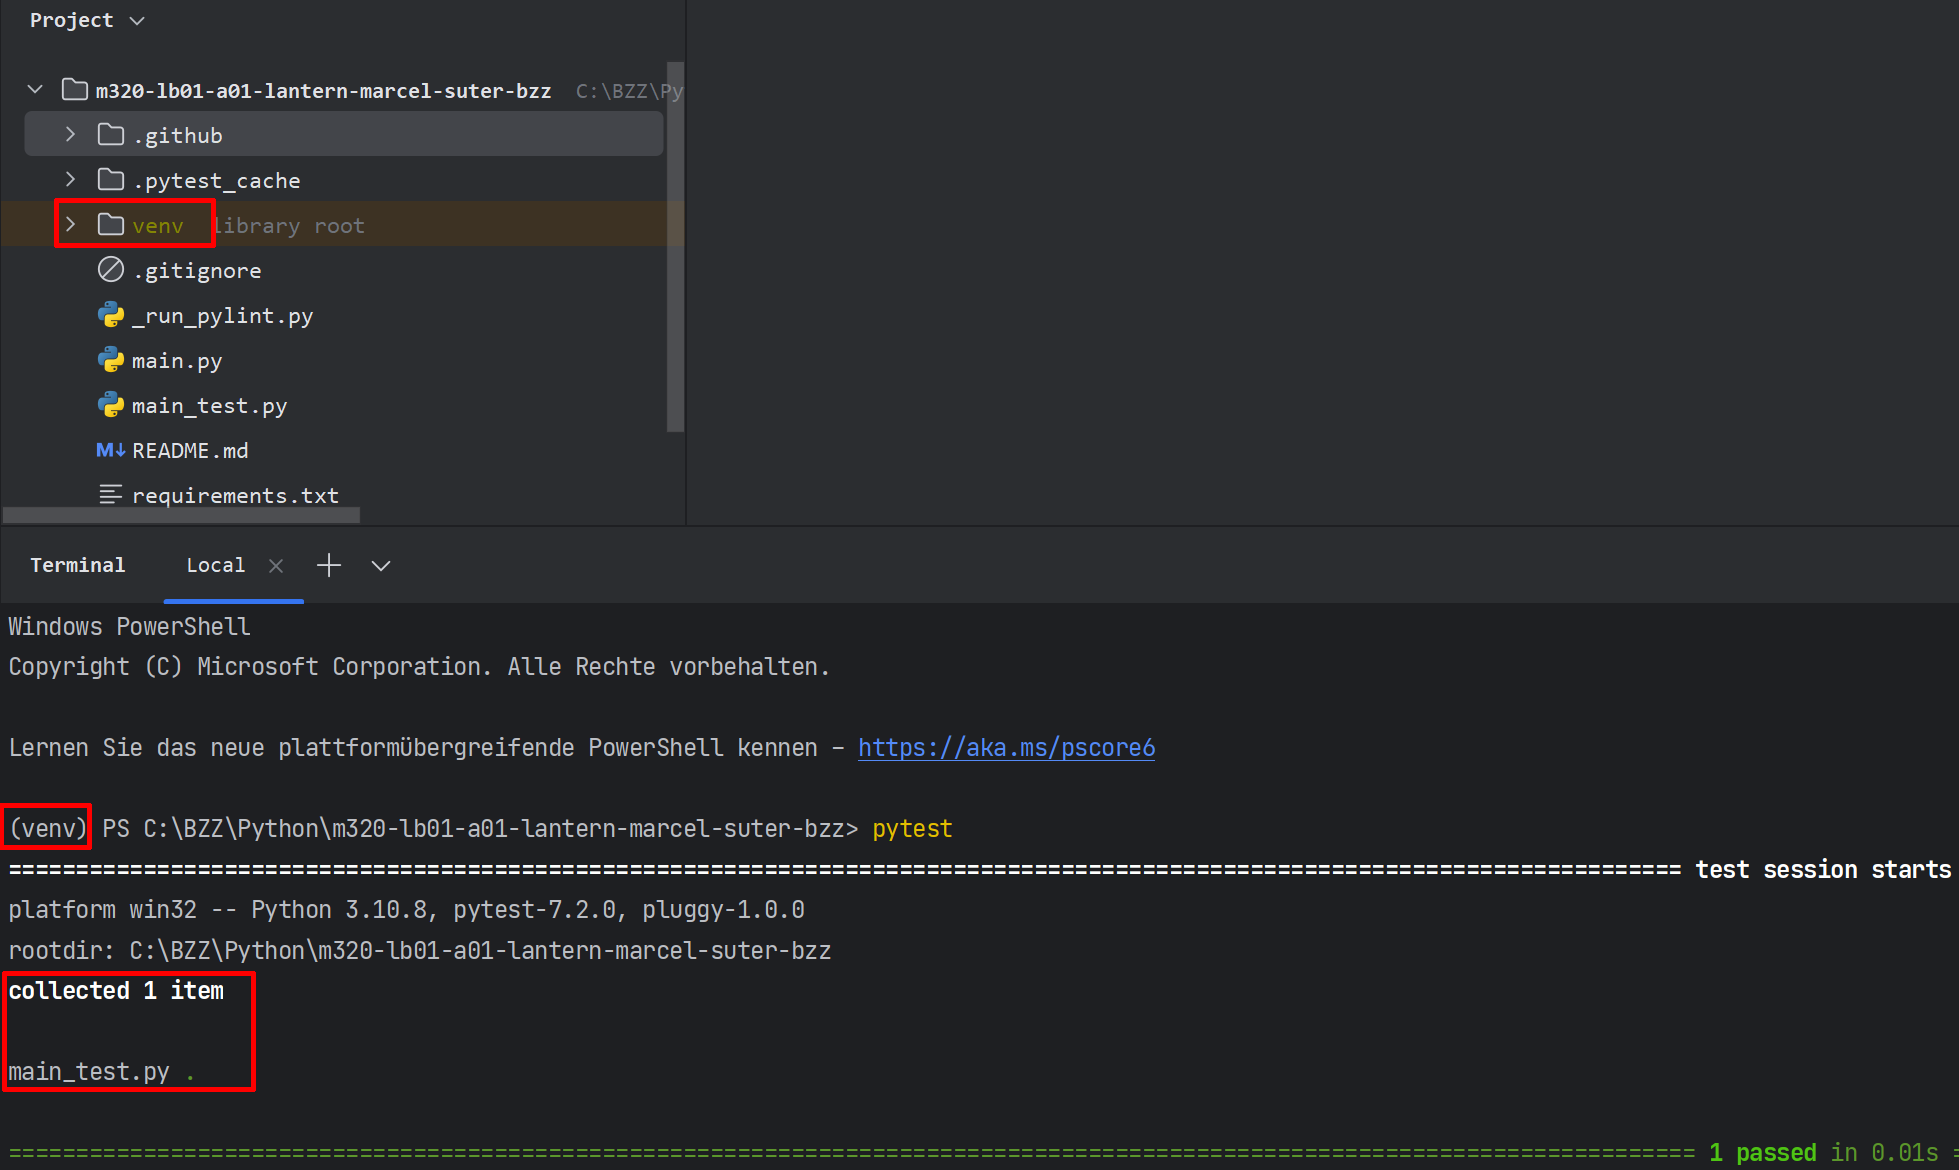 Project
m320-lb01-a01-lantern-marcel-suter-bzz C:\BZZ\Py
.github
.pytest_cache
venv library root
.gitignore
_run_pylint.py
main.py
main_test.py
M↓ README.md
requirements.txt
Terminal Local
Windows PowerShell
Copyright (C) Microsoft Corporation. Alle Rechte vorbehalten.
Lernen Sie das neue plattformübergreifende PowerShell kennen – https://aka.ms/pscore6
(venv) PS C:\BZZ\Python\m320-lb01-a01-lantern-marcel-suter-bzz> pytest
============================================================================================================================ test session starts
platform win32 -- Python 3.10.8, pytest-7.2.0, pluggy-1.0.0
rootdir: C:\BZZ\Python\m320-lb01-a01-lantern-marcel-suter-bzz
collected 1 item
main_test.py .
============================================================================================================================= 1 passed in 0.01s =